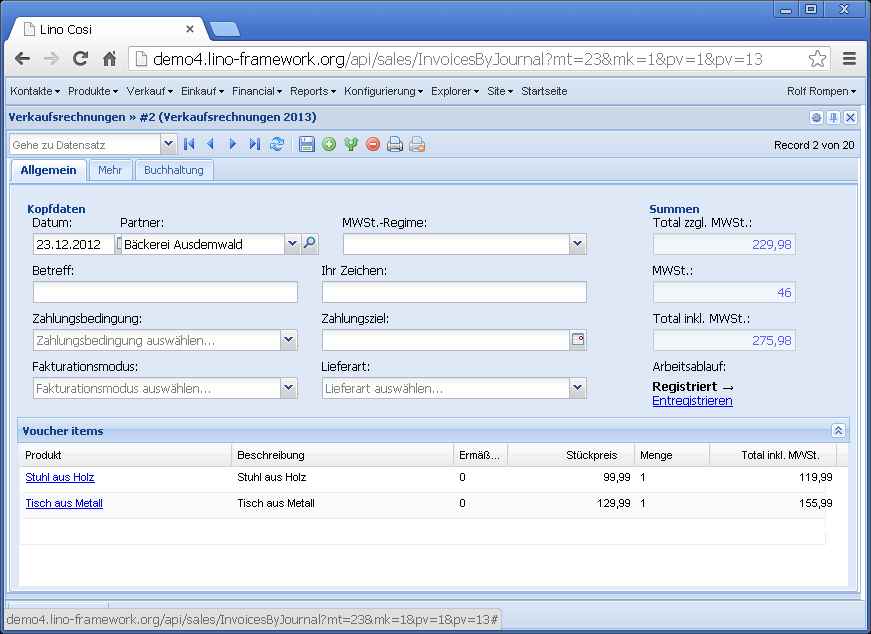 Lino Cosi
demo4.lino-framework.org/api/sales/InvoicesByJournal?mt=23&mk=1&pv=1&pv=13
Kontakte Produkte Verkauf Einkauf Financial Reports Konfigurierung Explorer Site Startseite Rolf Rompen
Verkaufsrechnungen » #2 (Verkaufsrechnungen 2013)
Gehe zu Datensatz Record 2 von 20
Allgemein Mehr Buchhaltung
Kopfdaten Summen
Datum: Partner: MWSt.-Regime: Total zzgl. MWSt.:
23.12.2012 Bäckerei Ausdemwald 229,98
Betreff: Ihr Zeichen: MWSt.:
46
Zahlungsbedingung: Zahlungsziel: Total inkl. MWSt.:
Zahlungsbedingung auswählen... 275,98
Fakturationsmodus: Lieferart: Arbeitsablauf:
Fakturationsmodus auswählen... Lieferart auswählen... Registriert →
Entregistrieren
Voucher items
Produkt Beschreibung Ermäß... Stückpreis Menge Total inkl. MWSt.
Stuhl aus Holz Stuhl aus Holz 0 99,99 1 119,99
Tisch aus Metall Tisch aus Metall 0 129,99 1 155,99
demo4.lino-framework.org/api/sales/InvoicesByJournal?mt=23&mk=1&pv=1&pv=13#